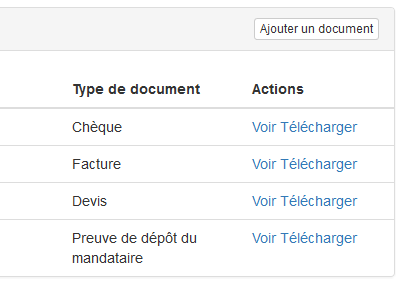 Ajouter un document
Type de document Actions
Chèque Voir Télécharger
Facture Voir Télécharger
Devis Voir Télécharger
Preuve de dépôt du Voir Télécharger
mandataire